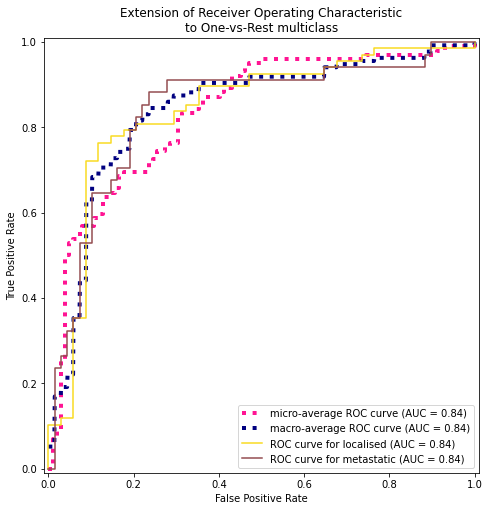 Extension of Receiver Operating Characteristic
to One-vs-Rest multiclass
True Positive Rate
1.0
0.8
0.6
0.4
0.2
0.0
micro-average ROC curve (AUC = 0.84)
macro-average ROC curve (AUC = 0.84)
ROC curve for localised (AUC = 0.84)
ROC curve for metastatic (AUC = 0.84)
0.0 0.2 0.4 0.6 0.8 1.0
False Positive Rate